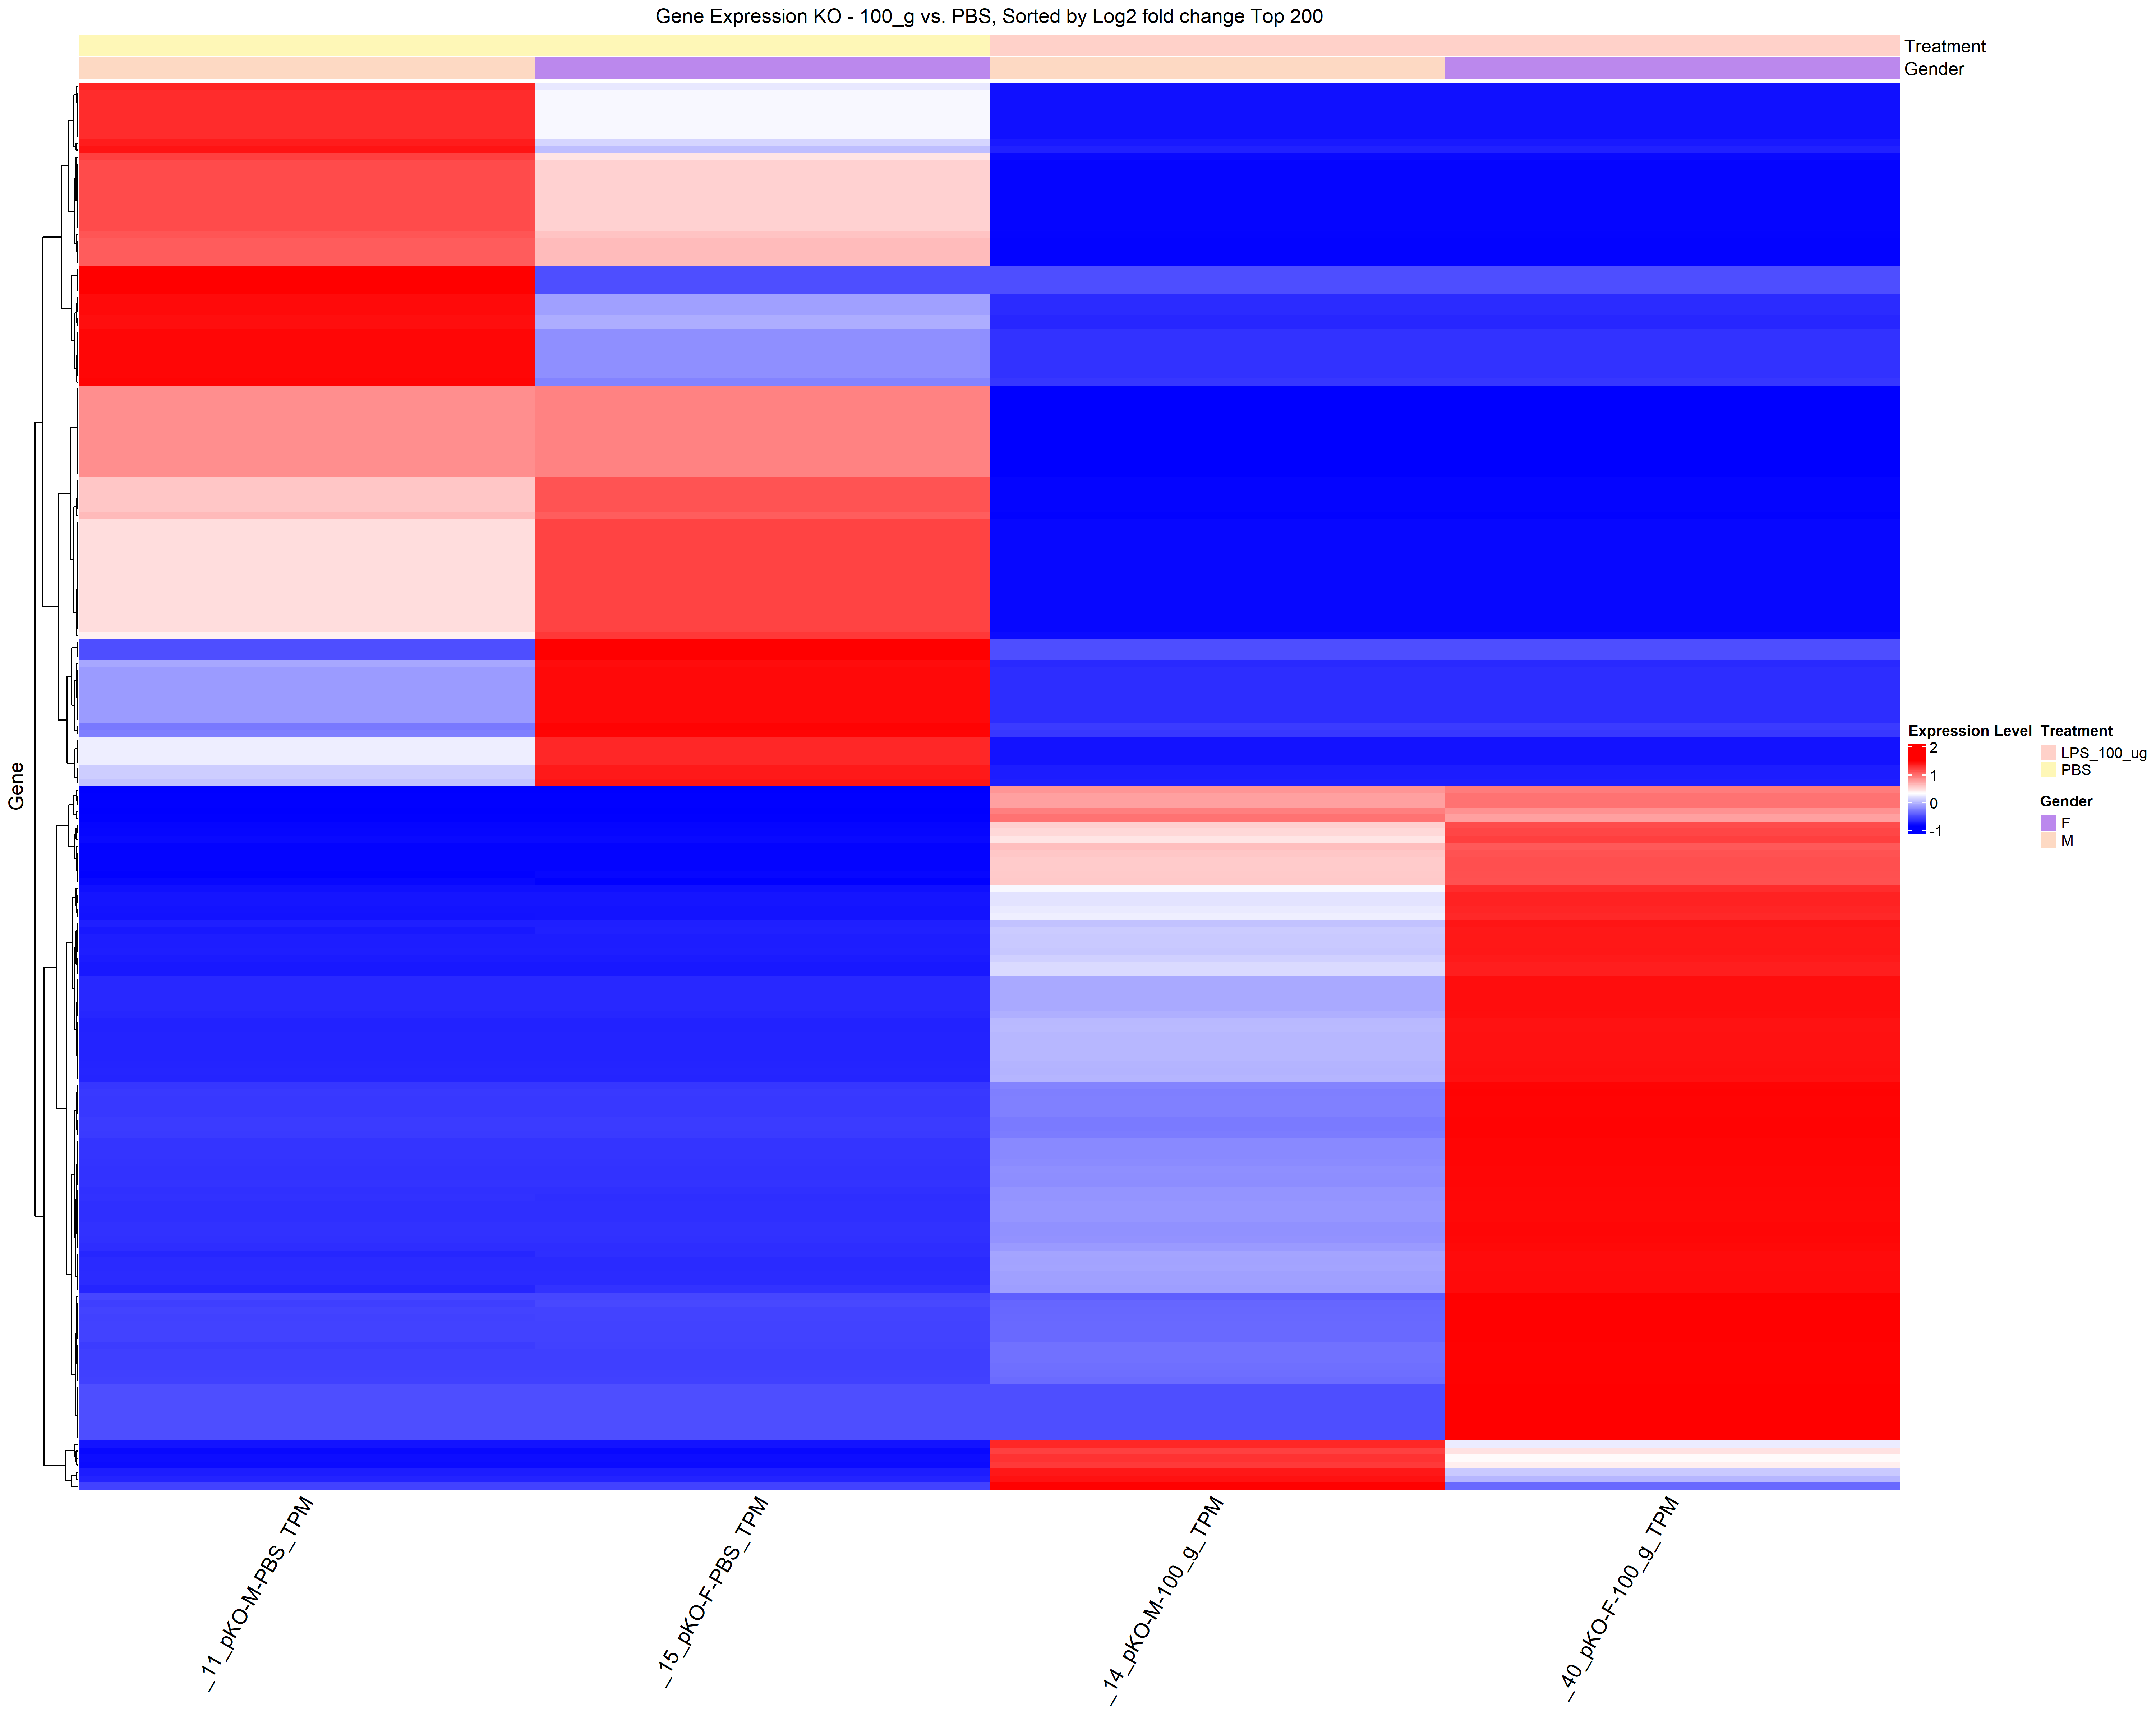 Gene Expression KO - 100_g vs. PBS, Sorted by Log2 fold change Top 200
Treatment
Gender
Gene
Expression Level
2
1
0
-1
Treatment
LPS_100_ug
PBS
Gender
F
M
_11_pKO-M-PBS_TPM
_15_pKO-F-PBS_TPM
_14_pKO-M-100_g_TPM
_40_pKO-F-100_g_TPM